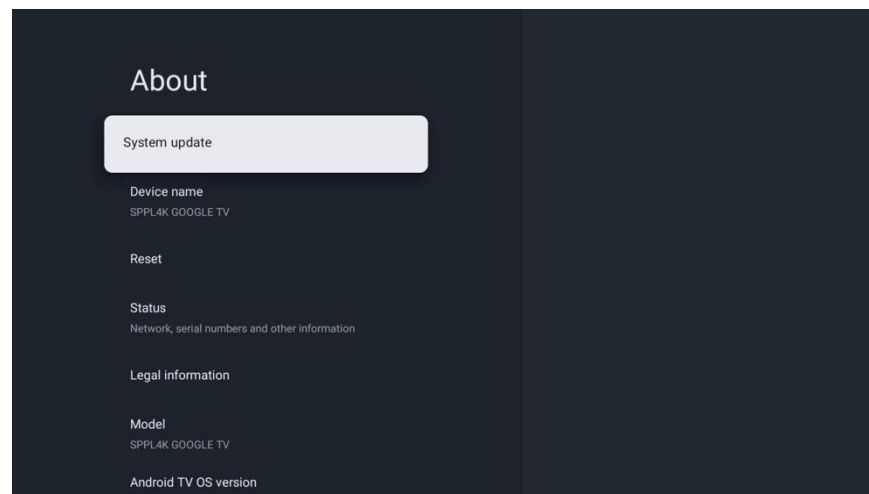 About
System update
Device name
SPPL4K GOOGLE TV
Reset
Status
Network, serial numbers and other information
Legal information
Model
SPPL4K GOOGLE TV
Android TV OS version